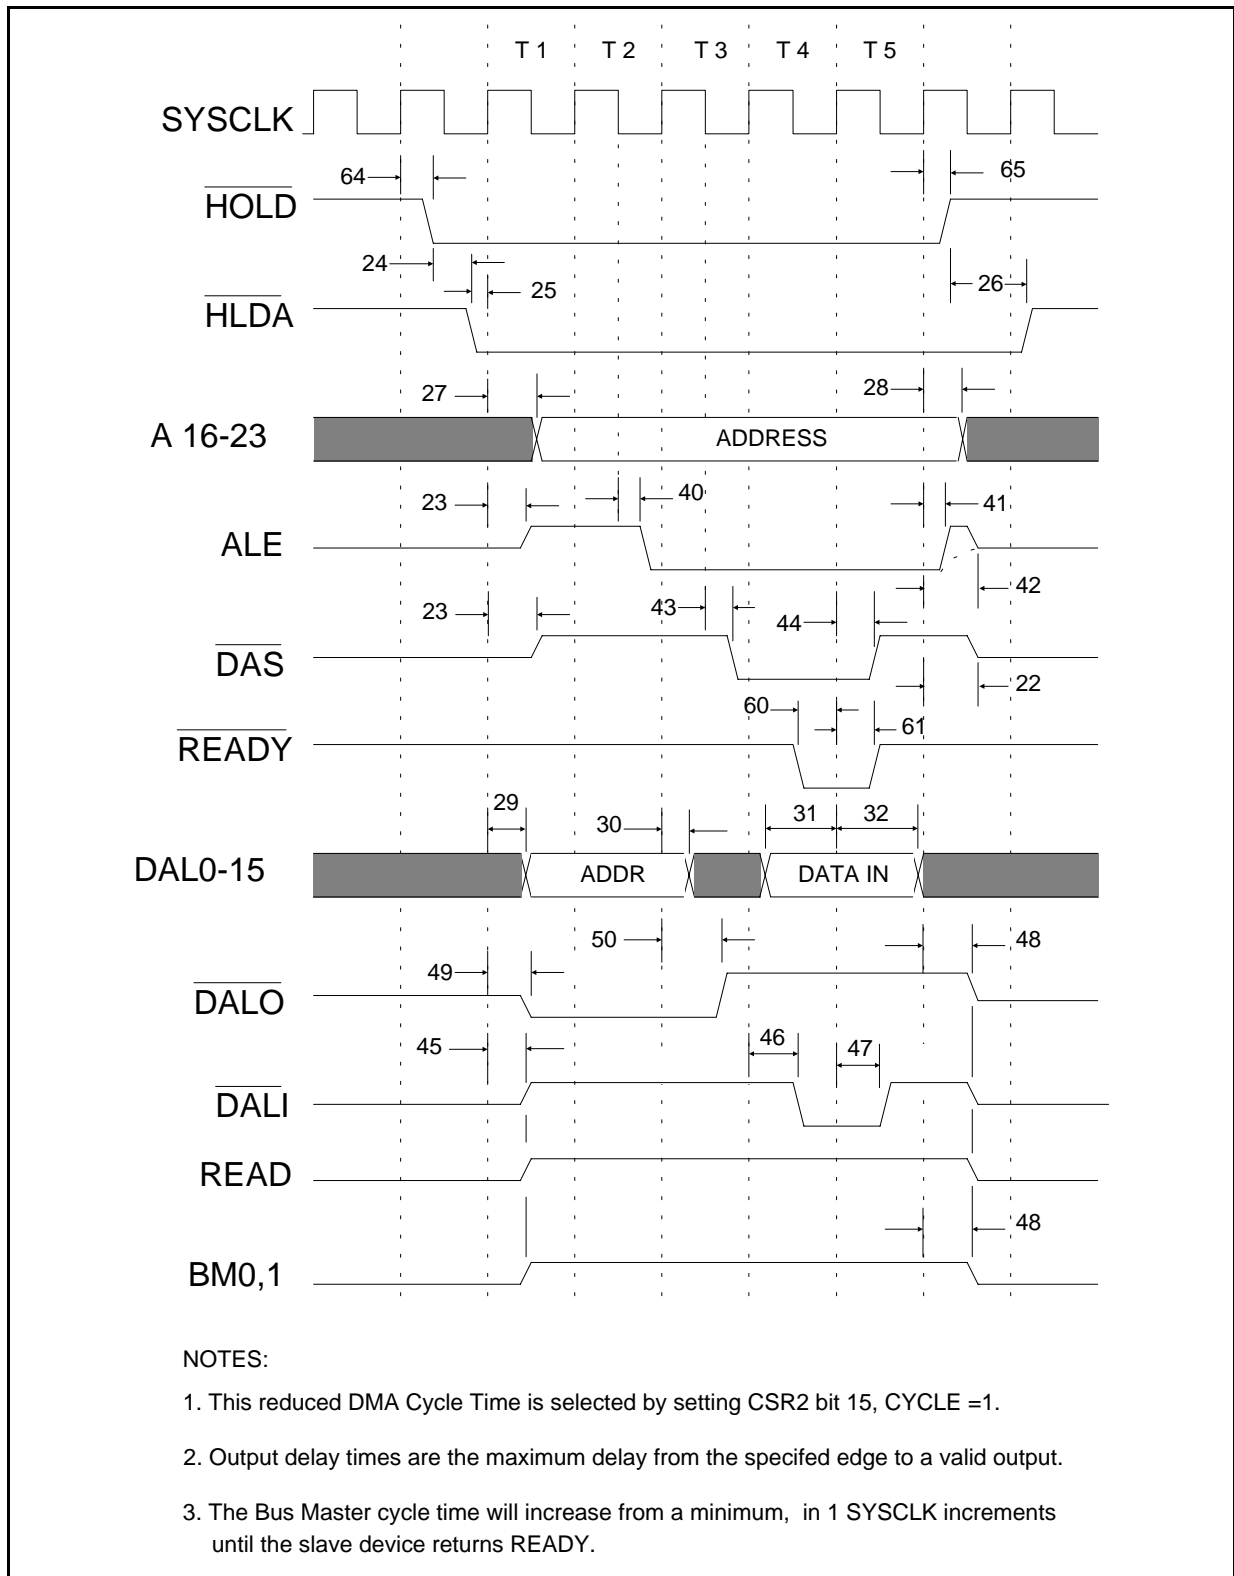 T 1 T 2 T 3 T 4 T 5
SYSCLK
64 65
HOLD
24 25 26
HLDA
27 28
A 16-23 ADDRESS
23 40 41
ALE
42
23 43 44
DAS
22
60 61
READY
29 30 31 32
DAL0-15 ADDR DATA IN
50 48
49
DALO
45 46 47
DALI
READ
48
BM0,1
NOTES:
1. This reduced DMA Cycle Time is selected by setting CSR2 bit 15, CYCLE =1.
2. Output delay times are the maximum delay from the specifed edge to a valid output.
3. The Bus Master cycle time will increase from a minimum, in 1 SYSCLK increments
until the slave device returns READY.